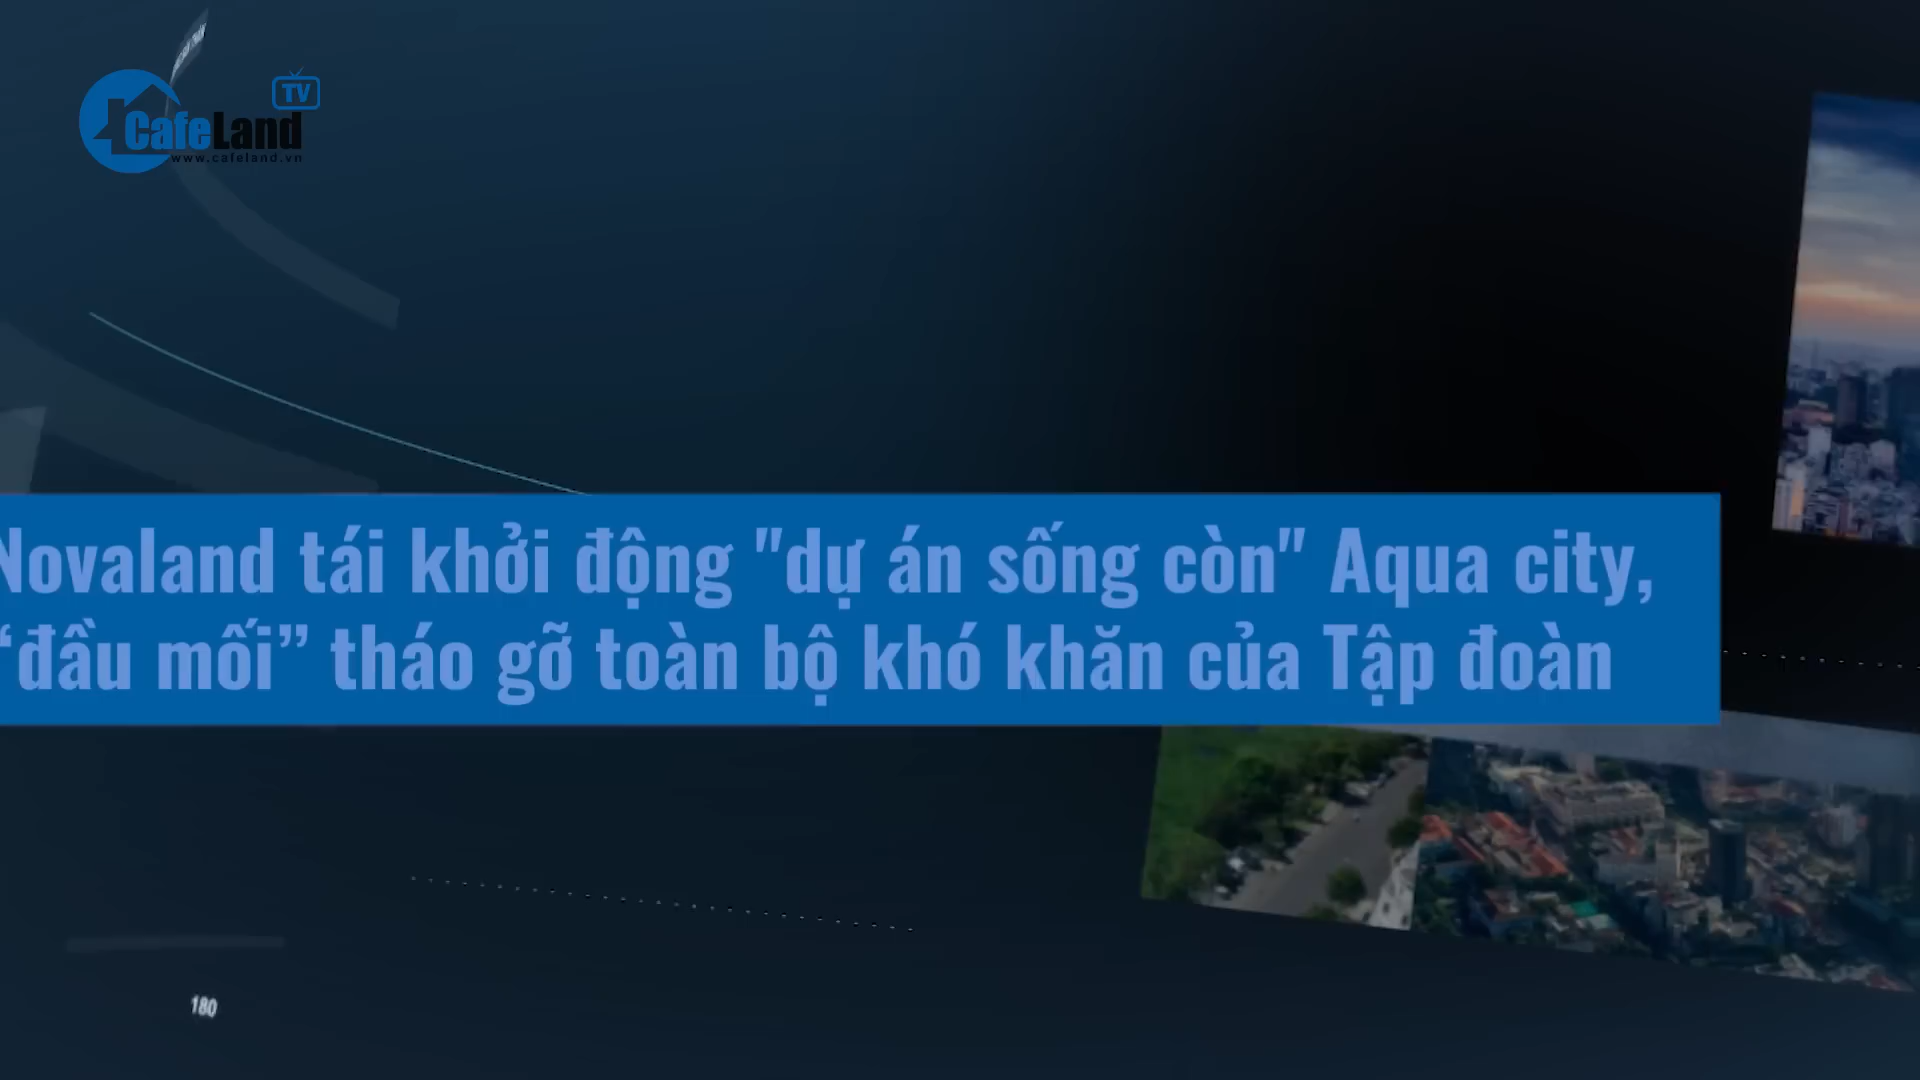 TV
CafeLand
www.cafeland.vn
Novaland tái khởi động "dự án sống còn" Aqua city,
“đầu mối” tháo gỡ toàn bộ khó khăn của Tập đoàn
180